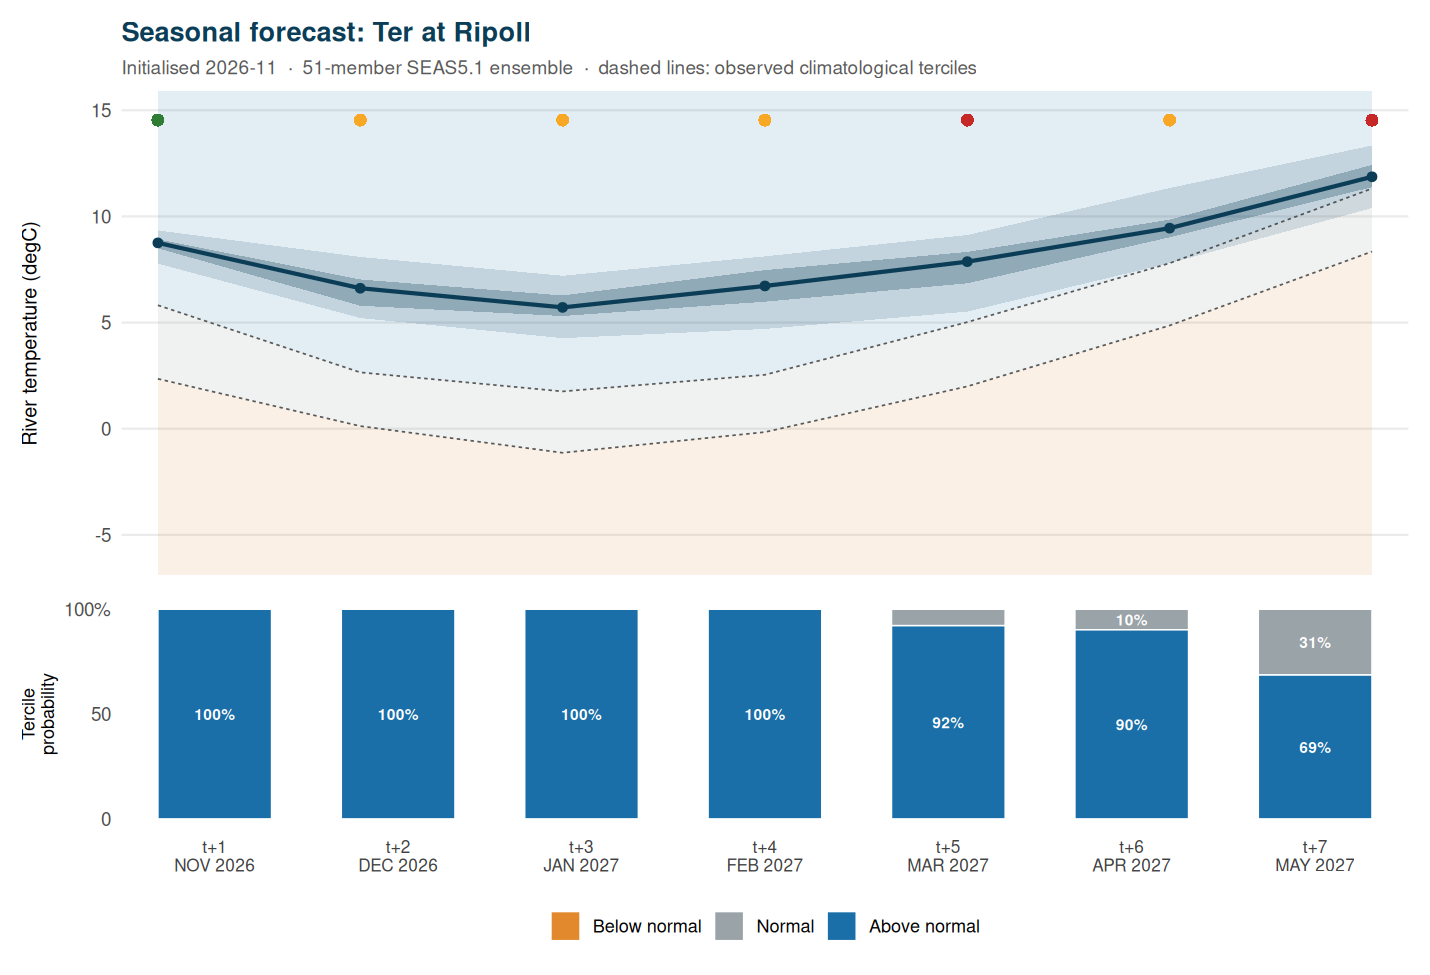 Seasonal forecast: Ter at Ripoll
Initialised 2026-11 · 51-member SEAS5.1 ensemble · dashed lines: observed climatological terciles
River temperature (degC)
15
10
5
0
-5
Tercile
probability
100%
50
0
100%
100%
100%
100%
92%
10%
90%
31%
69%
t+1
NOV 2026
t+2
DEC 2026
t+3
JAN 2027
t+4
FEB 2027
t+5
MAR 2027
t+6
APR 2027
t+7
MAY 2027
Below normal
Normal
Above normal